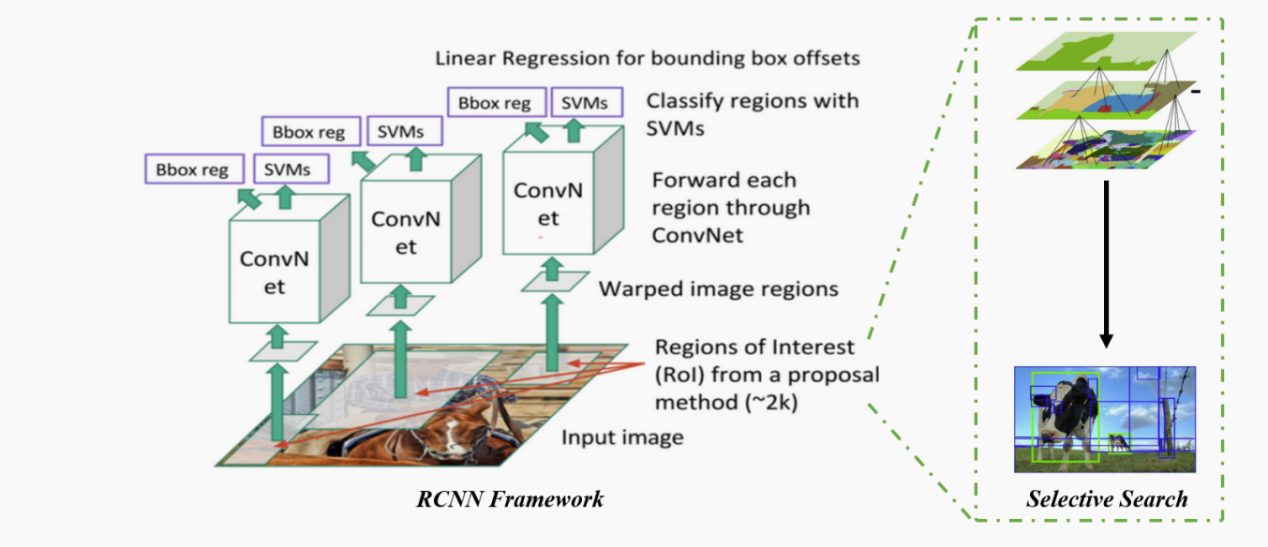 Linear Regression for bounding box offsets
Bbox reg
SVMs
Classify regions with
SVMs
Bbox reg
SVMs
Bbox reg
SVMs
ConvN
et
ConvN
et
ConvN
et
Forward each
region through
ConvNet
Warped image regions
Regions of Interest
(RoI) from a proposal
method (~2k)
Input image
RCNN Framework
Selective Search